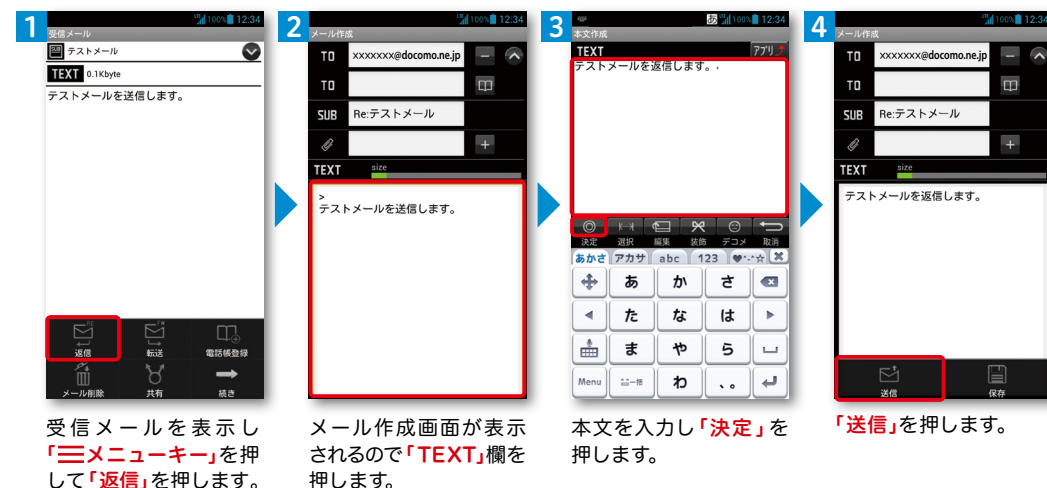 1
LTE 100% 12:34
受信メール
テストメール
TEXT 0.1Kbyte
テストメールを送信します。
RE
返信
FW
転送
電話帳登録
メール削除
共有
続き
受信メールを表示し
「メニューキー」を押
して「返信」を押します。
2
LTE 100% 12:34
メール作成
TO xxxxxxx@docomo.ne.jp
TO
SUB Re:テストメール
TEXT size
>
テストメールを送信します。
メール作成画面が表示
されるので「TEXT」欄を
押します。
3
あ LTE 100% 12:34
本文作成
TEXT アプリ
テストメールを返信します。
決定 選択 編集 装飾 デコメ 取消
あかさ アカサ abc 123 ♥^-^☆
あ か さ
た な は
ま や ら
Menu わ 、。
本文を入力し「決定」を
押します。
4
LTE 100% 12:34
メール作成
TO xxxxxxx@docomo.ne.jp
TO
SUB Re:テストメール
TEXT size
テストメールを返信します。
送信 保存
「送信」を押します。